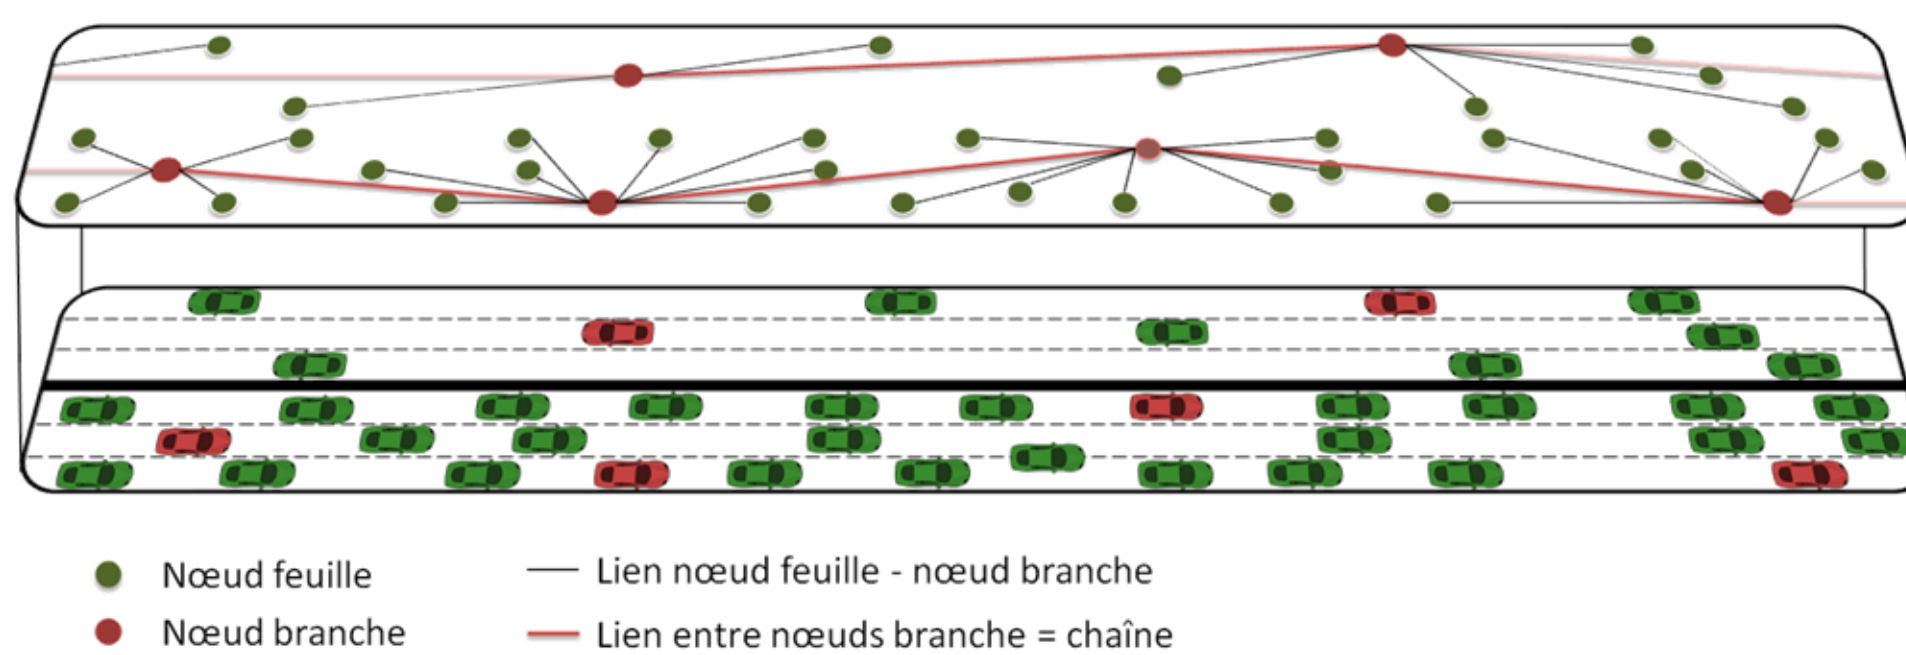 Nœud feuille
Lien nœud feuille - nœud branche
Nœud branche
Lien entre nœuds branche = chaîne